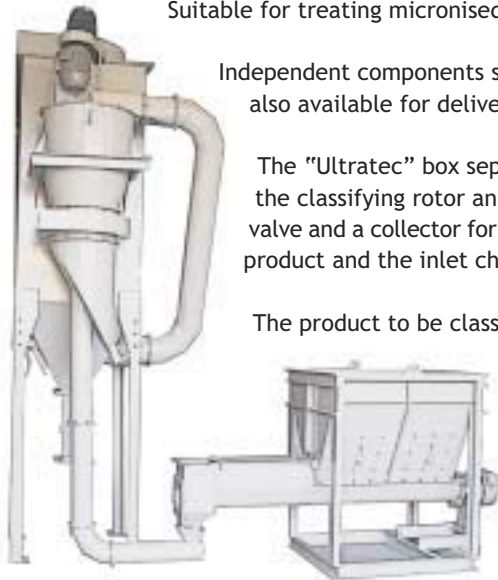 Suitable for treating micronised
Independent components s
also available for delive
The “Ultratec” box sep
the classifying rotor an
valve and a collector for
product and the inlet ch
The product to be class